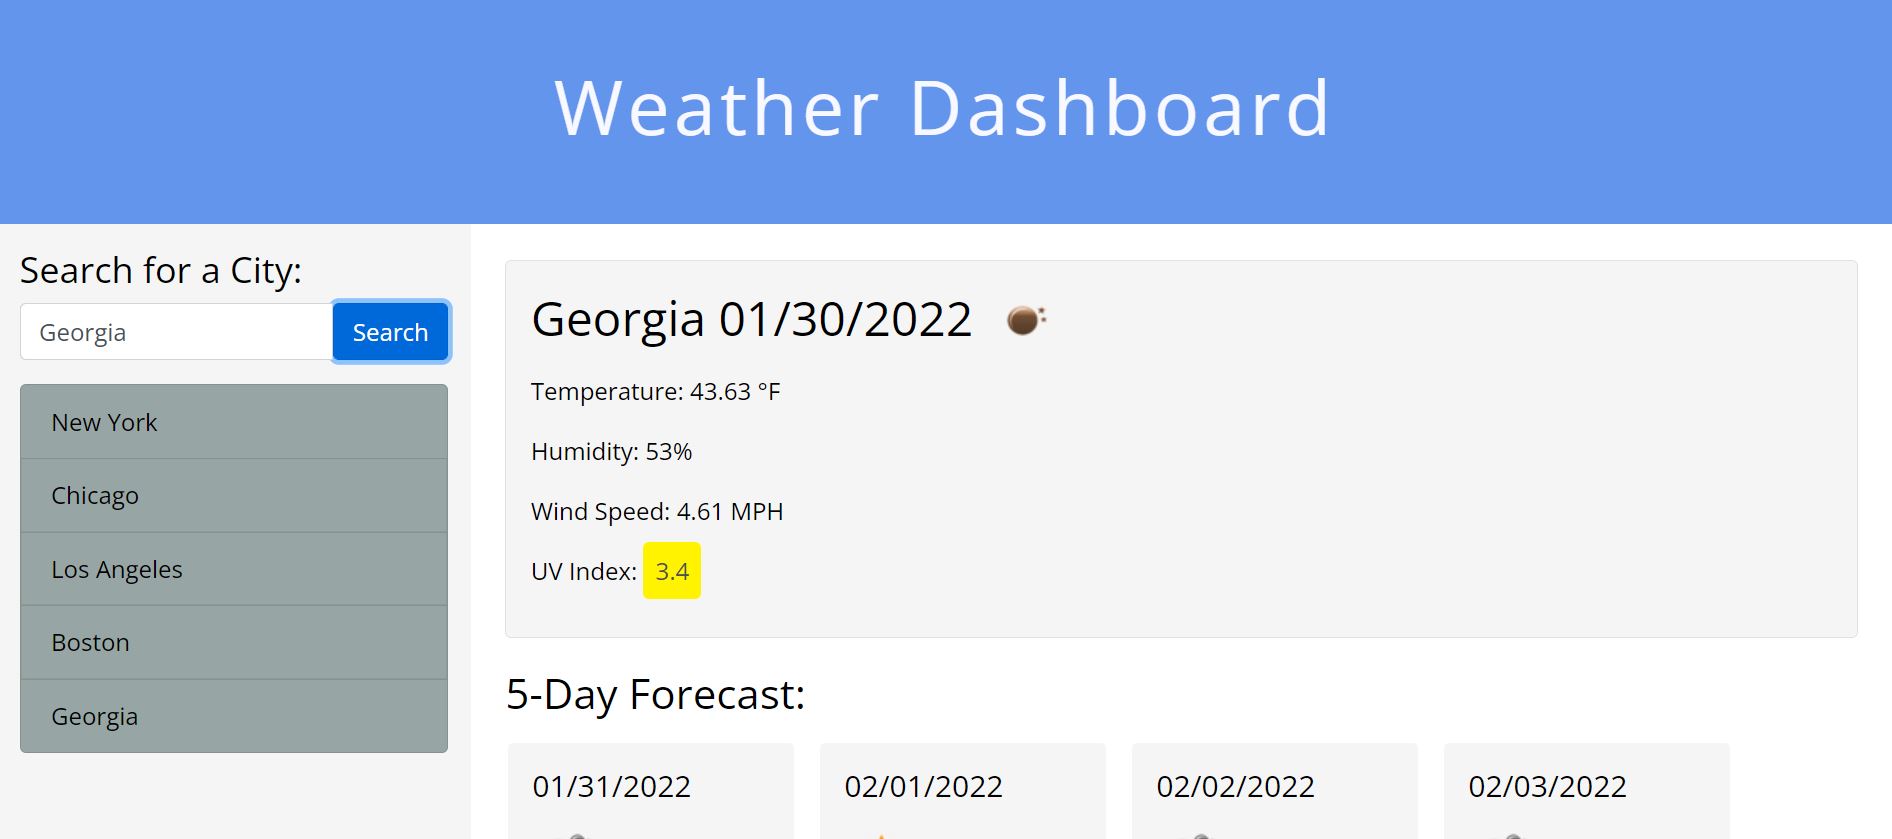 Weather Dashboard
Search for a City:
Georgia
Search
New York
Chicago
Los Angeles
Boston
Georgia
Georgia 01/30/2022
Temperature: 43.63 °F
Humidity: 53%
Wind Speed: 4.61 MPH
UV Index: 3.4
5-Day Forecast:
01/31/2022
02/01/2022
02/02/2022
02/03/2022